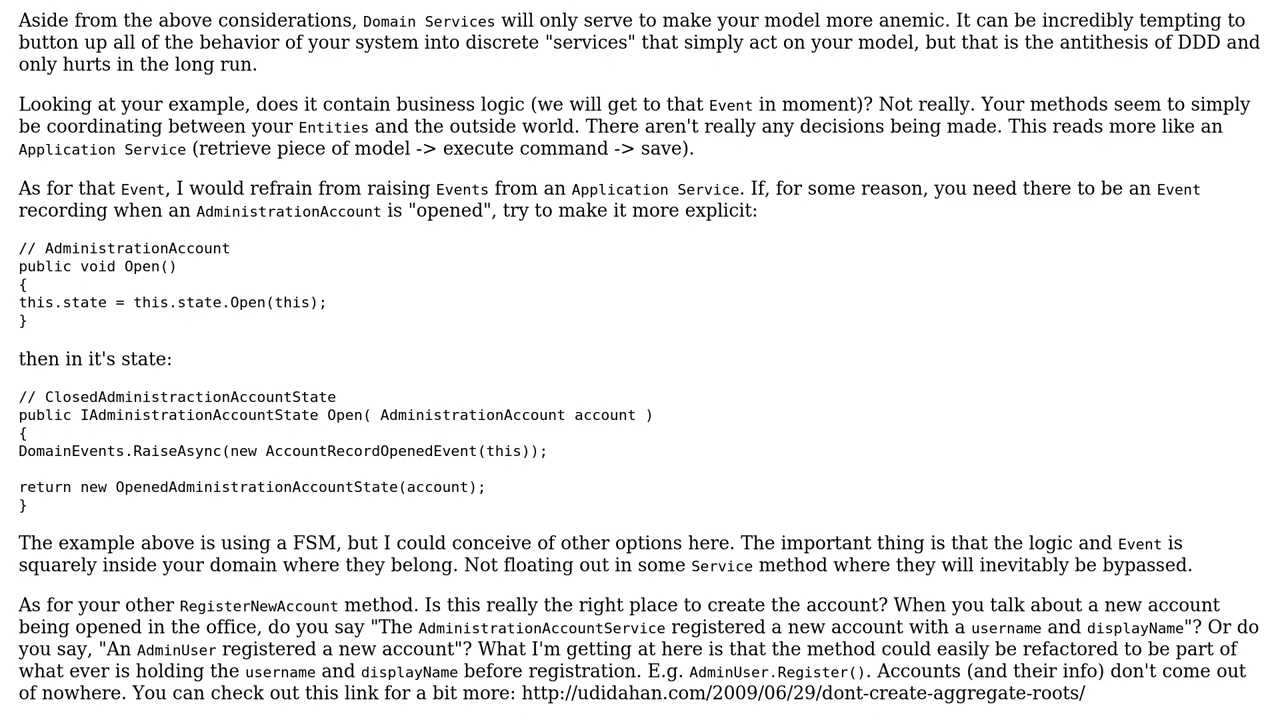 Aside from the above considerations, Domain Services will only serve to make your model more anemic. It can be incredibly tempting to
button up all of the behavior of your system into discrete "services" that simply act on your model, but that is the antithesis of DDD and
only hurts in the long run.
Looking at your example, does it contain business logic (we will get to that Event in moment)? Not really. Your methods seem to simply
be coordinating between your Entities and the outside world. There aren't really any decisions being made. This reads more like an
Application Service (retrieve piece of model -> execute command -> save).
As for that Event, I would refrain from raising Events from an Application Service. If, for some reason, you need there to be an Event
recording when an AdministrationAccount is "opened", try to make it more explicit:
// AdministrationAccount
public void Open()
{
this.state = this.state.Open(this);
}
then in it's state:
// ClosedAdministractionAccountState
public IAdministrationAccountState Open( AdministrationAccount account )
{
DomainEvents.RaiseAsync(new AccountRecordOpenedEvent(this));
return new OpenedAdministrationAccountState(account);
}
The example above is using a FSM, but I could conceive of other options here. The important thing is that the logic and Event is
squarely inside your domain where they belong. Not floating out in some Service method where they will inevitably be bypassed.
As for your other RegisterNewAccount method. Is this really the right place to create the account? When you talk about a new account
being opened in the office, do you say "The AdministrationAccountService registered a new account with a username and displayName"? Or do
you say, "An AdminUser registered a new account"? What I'm getting at here is that the method could easily be refactored to be part of
what ever is holding the username and displayName before registration. E.g. AdminUser.Register(). Accounts (and their info) don't come out
of nowhere. You can check out this link for a bit more: http://udidahan.com/2009/06/29/dont-create-aggregate-roots/